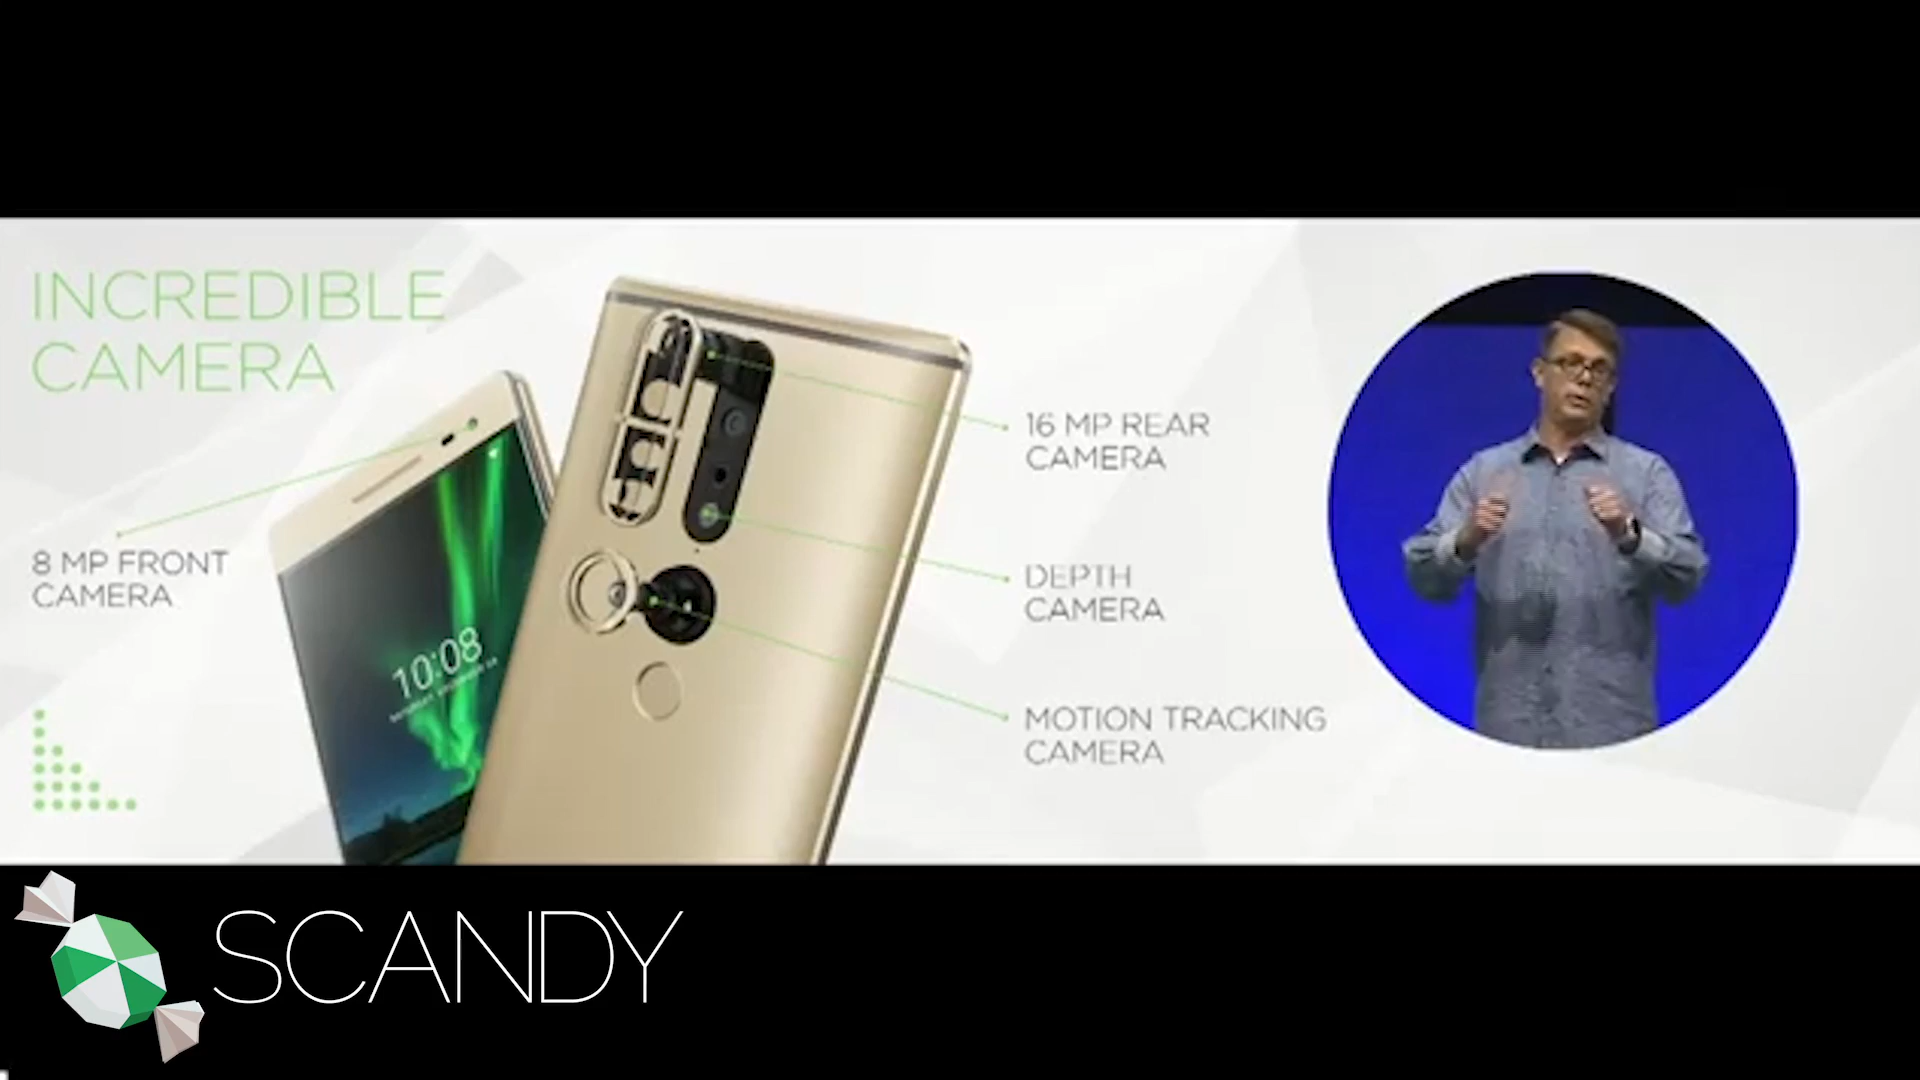 INCREDIBLE
CAMERA
8 MP FRONT
CAMERA
10:08
16 MP REAR
CAMERA
DEPTH
CAMERA
MOTION TRACKING
CAMERA
SCANDY